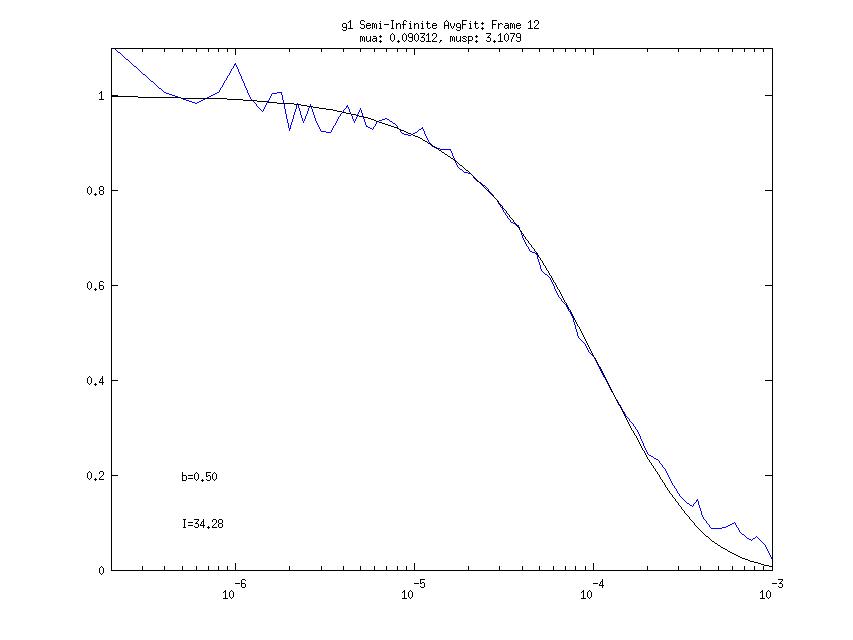 g1 Semi-Infinite AvgFit: Frame 12
mua: 0.090312, musp: 3.1079
1
0.8
0.6
0.4
0.2
0
b=0.50
I=34.28
10^-6
10^-5
10^-4
10^-3